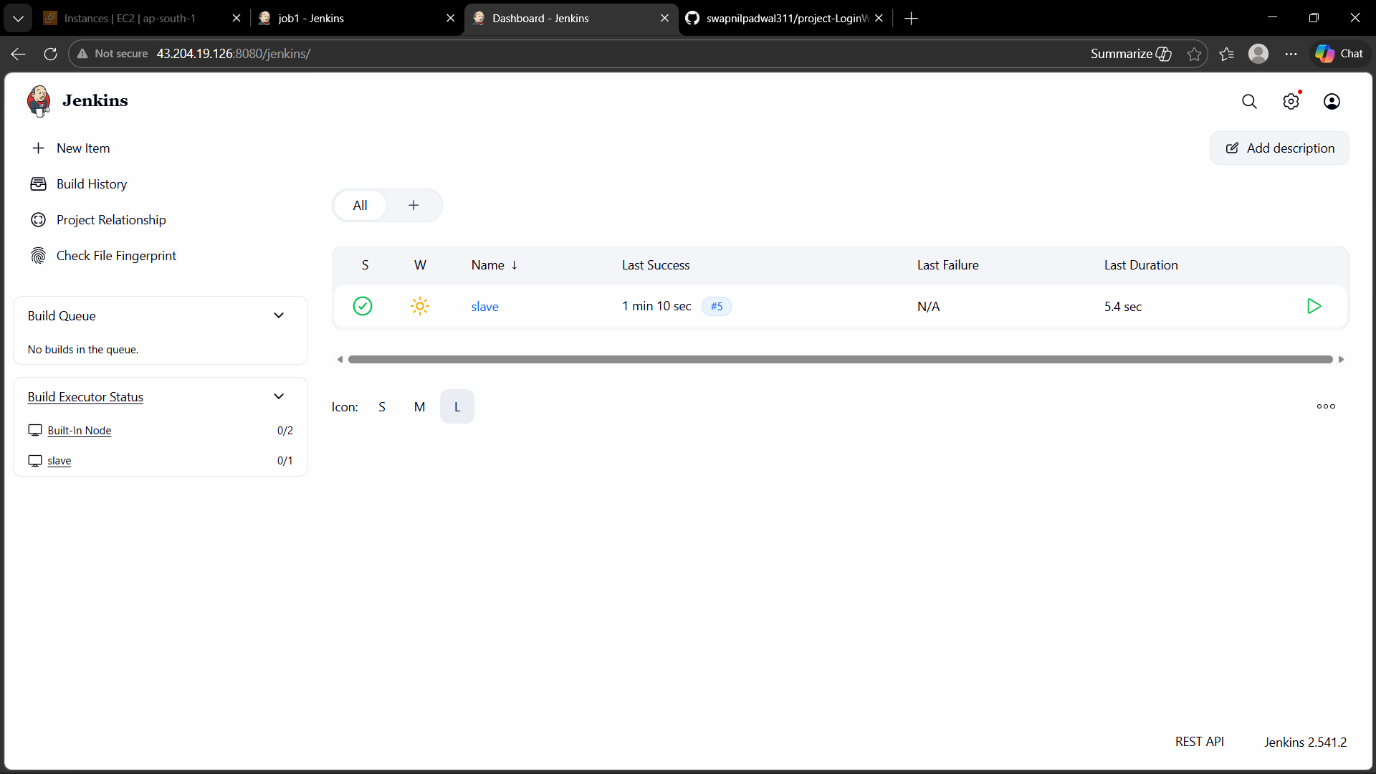 Instances | EC2 | ap-south-1
job1 - Jenkins
Dashboard - Jenkins
swapnilpadwal311/project-LoginW
Not secure 43.204.19.126:8080/jenkins/
Summarize
Chat
Jenkins
New Item
Add description
Build History
All
Project Relationship
Check File Fingerprint
S W Name ↓ Last Success Last Failure Last Duration
slave 1 min 10 sec #5 N/A 5.4 sec
Build Queue
No builds in the queue.
Build Executor Status
Built-In Node 0/2
slave 0/1
Icon: S M L
REST API Jenkins 2.541.2